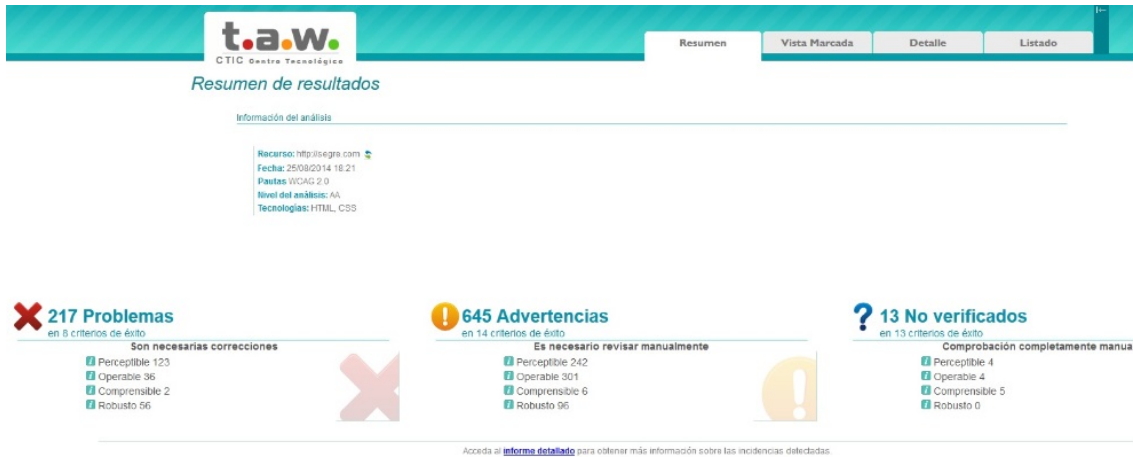 t.a.w.
CTIC Centro Tecnológico
Resumen
Vista Marcada
Detalle
Listado
Resumen de resultados
Información del análisis
Recurso: http://segre.com
Fecha: 25/08/2014 18:21
Pautas WCAG 2.0
Nivel del análisis: AA
Tecnologías: HTML, CSS
217 Problemas
en 8 criterios de éxito
Son necesarias correcciones
Perceptible 123
Operable 36
Comprensible 2
Robusto 56
645 Advertencias
en 14 criterios de éxito
Es necesario revisar manualmente
Perceptible 242
Operable 301
Comprensible 6
Robusto 96
13 No verificados
en 13 criterios de éxito
Comprobación completamente manua
Perceptible 4
Operable 4
Comprensible 5
Robusto 0
Acceda al informe detallado para obtener más información sobre las incidencias detectadas